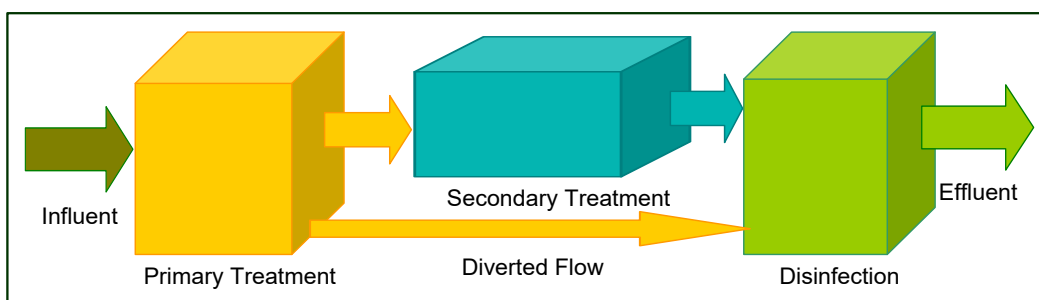 Influent
Primary Treatment
Secondary Treatment
Diverted Flow
Disinfection
Effluent